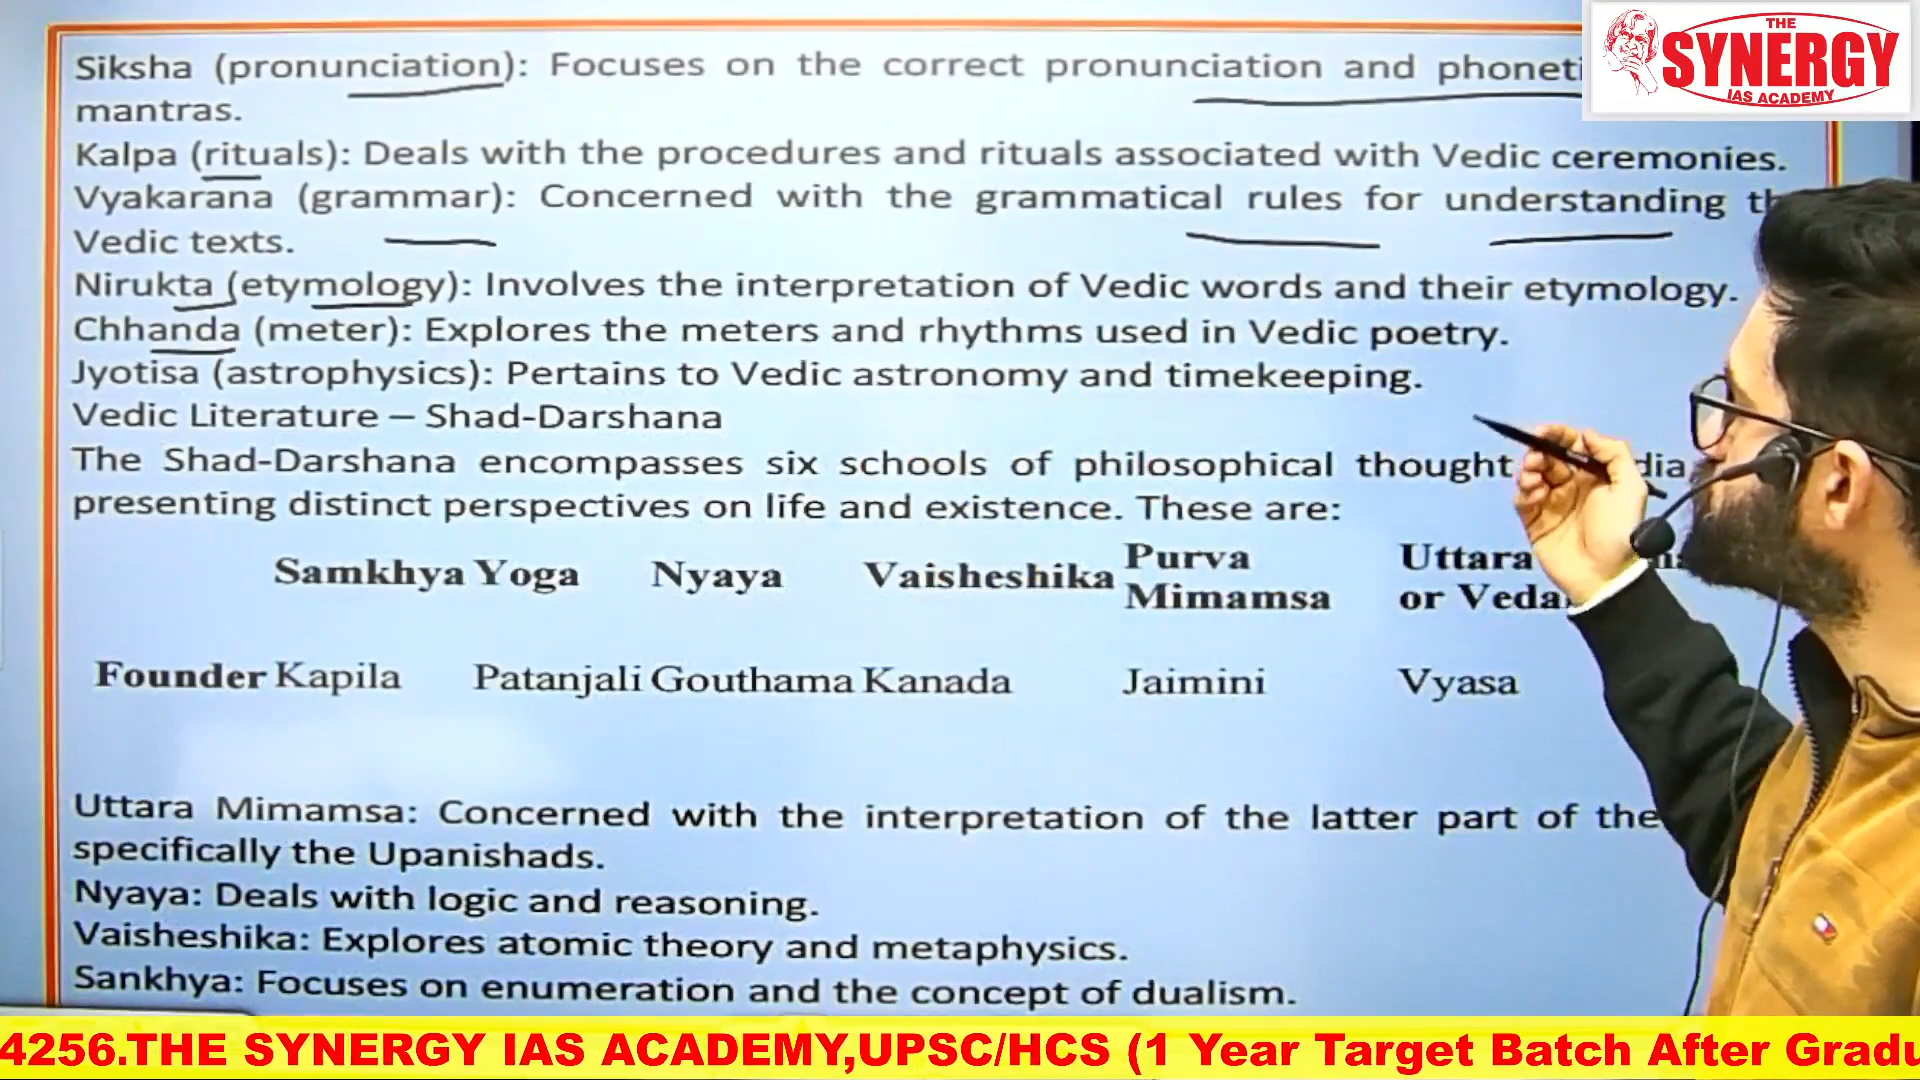 Siksha (pronunciation): Focuses on the correct pronunciation and
mantras.
Kalpa (rituals): Deals with the procedures and rituals associated with Vedic ceremonies.
Vyakarana (grammar): Concerned with the grammatical rules for understanding
Vedic texts.
Nirukta (etymology): Involves the interpretation of Vedic words and their etymology.
Chhanda (meter): Explores the meters and rhythms used in Vedic poetry.
Jyotisa (astrophysics): Pertains to Vedic astronomy and timekeeping.
Vedic Literature – Shad-Darshana
The Shad-Darshana encompasses six schools of philosophical thought
presenting distinct perspectives on life and existence. These are:
Samkhya Yoga Nyaya Vaisheshika Purva Mimamsa Uttara
or
Founder Kapila Patanjali Gouthama Kanada Jaimini Vyasa
Uttara Mimamsa: Concerned with the interpretation of the latter part of the
specifically the Upanishads.
Nyaya: Deals with logic and reasoning.
Vaisheshika: Explores atomic theory and metaphysics.
Sankhya: Focuses on enumeration and the concept of dualism.
THE
SYNERGY
IAS ACADEMY
4256.THE SYNERGY IAS ACADEMY,UPSC/HCS (1 Year Target Batch After